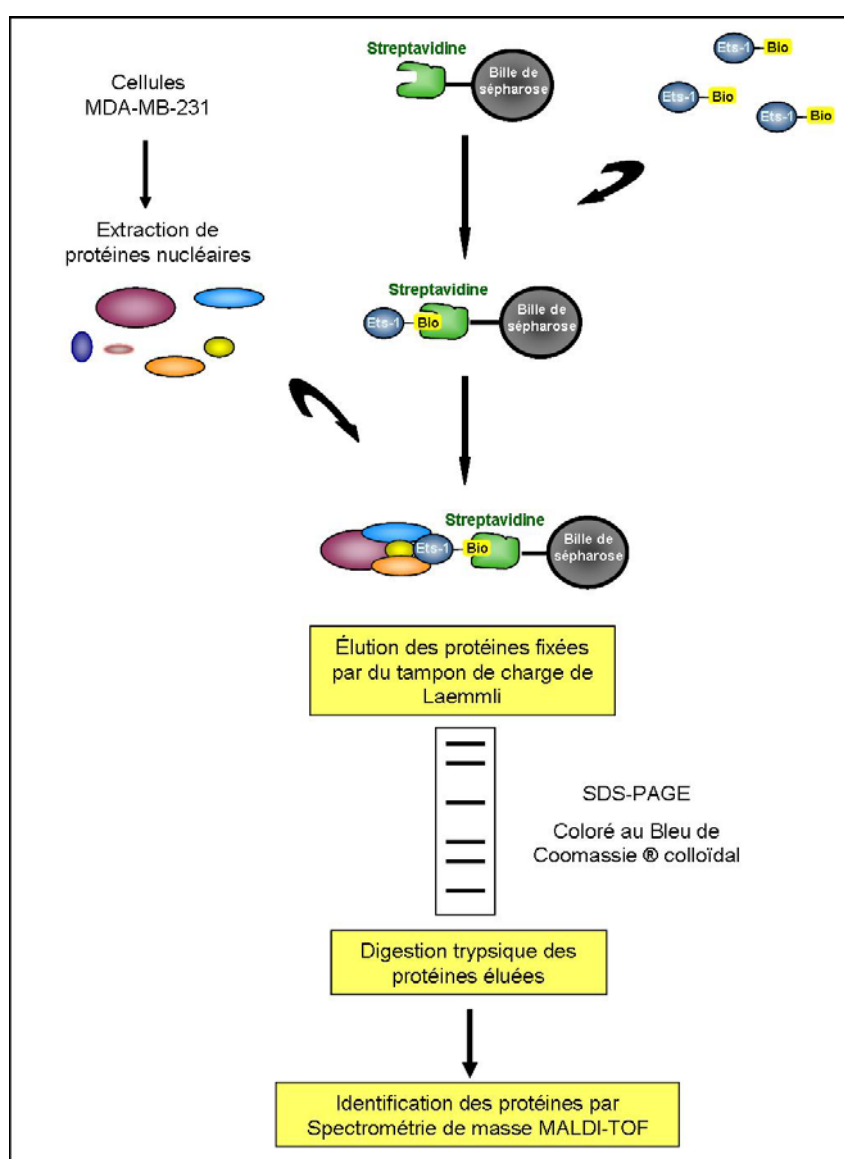 Streptavidine
Bille de
sépharose
Ets-1 Bio
Ets-1 Bio
Ets-1 Bio
Cellules
MDA-MB-231
Extraction de
protéines nucléaires
Streptavidine
Ets-1 Bio
Bille de
sépharose
Streptavidine
Ets-1 Bio
Bille de
sépharose
Élution des protéines fixées
par du tampon de charge de
Laemmli
SDS-PAGE
Coloré au Bleu de
Coomassie ® colloïdal
Digestion trypsique des
protéines éluées
Identification des protéines par
Spectrométrie de masse MALDI-TOF